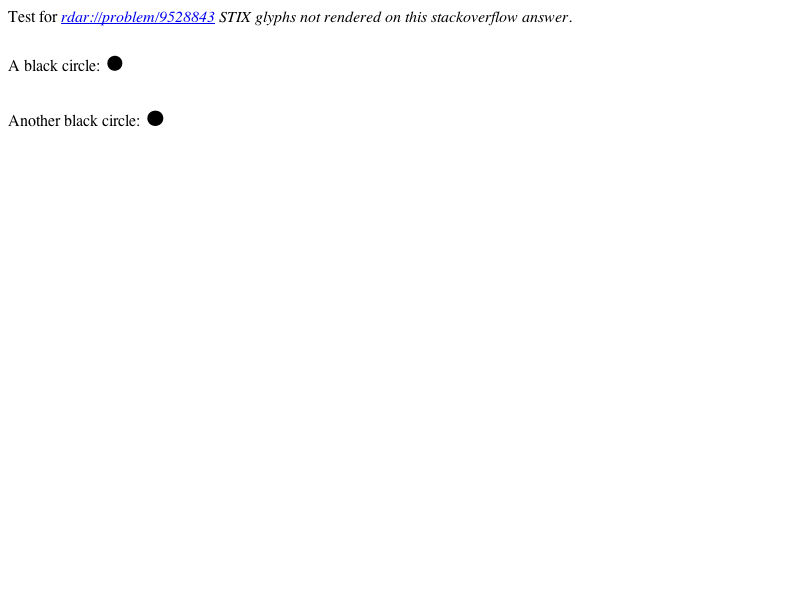 Test for rdar://problem/9528843 STIX glyphs not rendered on this stackoverflow answer.
A black circle: ●
Another black circle: ●